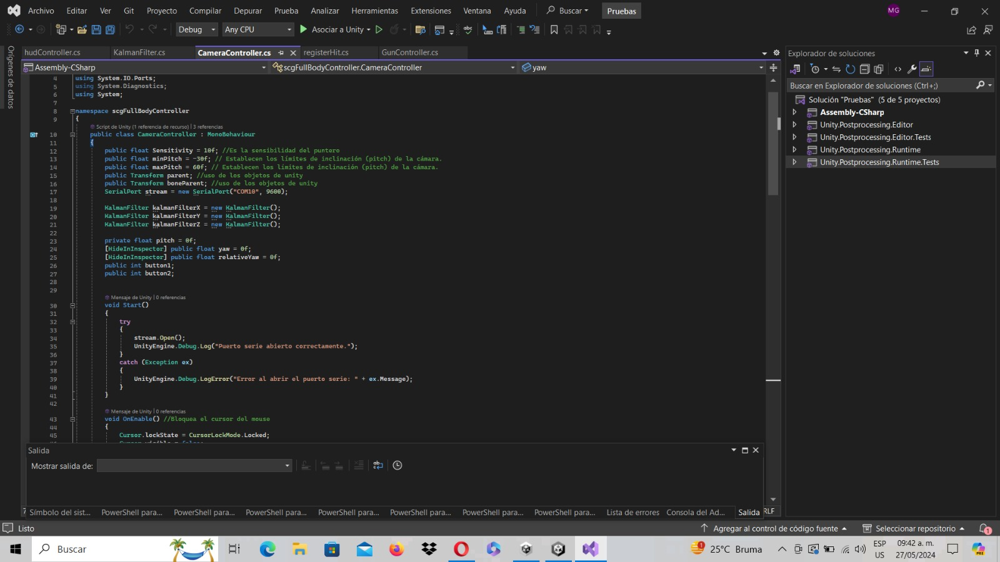 Archivo Editar Ver Git Proyecto Compilar Depurar Prueba Analizar Herramientas Extensiones Ventana Ayuda Buscar Pruebas MG
Debug Any CPU Asociar a Unity
Orígenes de datos
hudController.cs KalmanFilter.cs CameraController.cs registerHit.cs GunController.cs
Assembly-CSharp scgFullBodyController.CameraController yaw
4 using System.IO.Ports;
5 using System.Diagnostics;
6 using System;
7
8 namespace scgFullBodyController
9 {
Script de Unity (1 referencia de recurso) | 3 referencias
10 public class CameraController : MonoBehaviour
11 {
12 public float Sensitivity = 10f; //Es la sensibilidad del puntero
13 public float minPitch = -30f; // Establecen los límites de inclinación (pitch) de la cámara.
14 public float maxPitch = 60f; // Establecen los límites de inclinación (pitch) de la cámara.
15 public Transform parent; //uso de los objetos de unity
16 public Transform boneParent; //uso de los objetos de unity
17 SerialPort stream = new SerialPort("COM10", 9600);
18
19 KalmanFilter kalmanFilterX = new KalmanFilter();
20 KalmanFilter kalmanFilterY = new KalmanFilter();
21 KalmanFilter kalmanFilterZ = new KalmanFilter();
22
23 private float pitch = 0f;
24 [HideInInspector] public float yaw = 0f;
25 [HideInInspector] public float relativeYaw = 0f;
26 public int button1;
27 public int button2;
28
29
Mensaje de Unity | 0 referencias
30 void Start()
31 {
32 try
33 {
34 stream.Open();
35 UnityEngine.Debug.Log("Puerto serie abierto correctamente.");
36 }
37 catch (Exception ex)
38 {
39 UnityEngine.Debug.LogError("Error al abrir el puerto serie: " + ex.Message);
40 }
41 }
42
Mensaje de Unity | 0 referencias
43 void OnEnable() //Bloquea el cursor del mouse
44 {
45 Cursor.lockState = CursorLockMode.Locked;
Salida
Mostrar salida de:
Símbolo del sist... PowerShell para... PowerShell para... PowerShell para... PowerShell para... PowerShell para... PowerShell para... PowerShell para... Lista de errores Consola del Ad... Salida RLF
Explorador de soluciones
Buscar en Explorador de soluciones (Ctrl+;)
Solución "Pruebas" (5 de 5 proyectos)
Assembly-CSharp
Unity.Postprocessing.Editor
Unity.Postprocessing.Editor.Tests
Unity.Postprocessing.Runtime
Unity.Postprocessing.Runtime.Tests
Listo Agregar al control de código fuente Seleccionar repositorio 1
Buscar 1 25°C Bruma ESP US 09:42 a. m. 27/05/2024 PRE